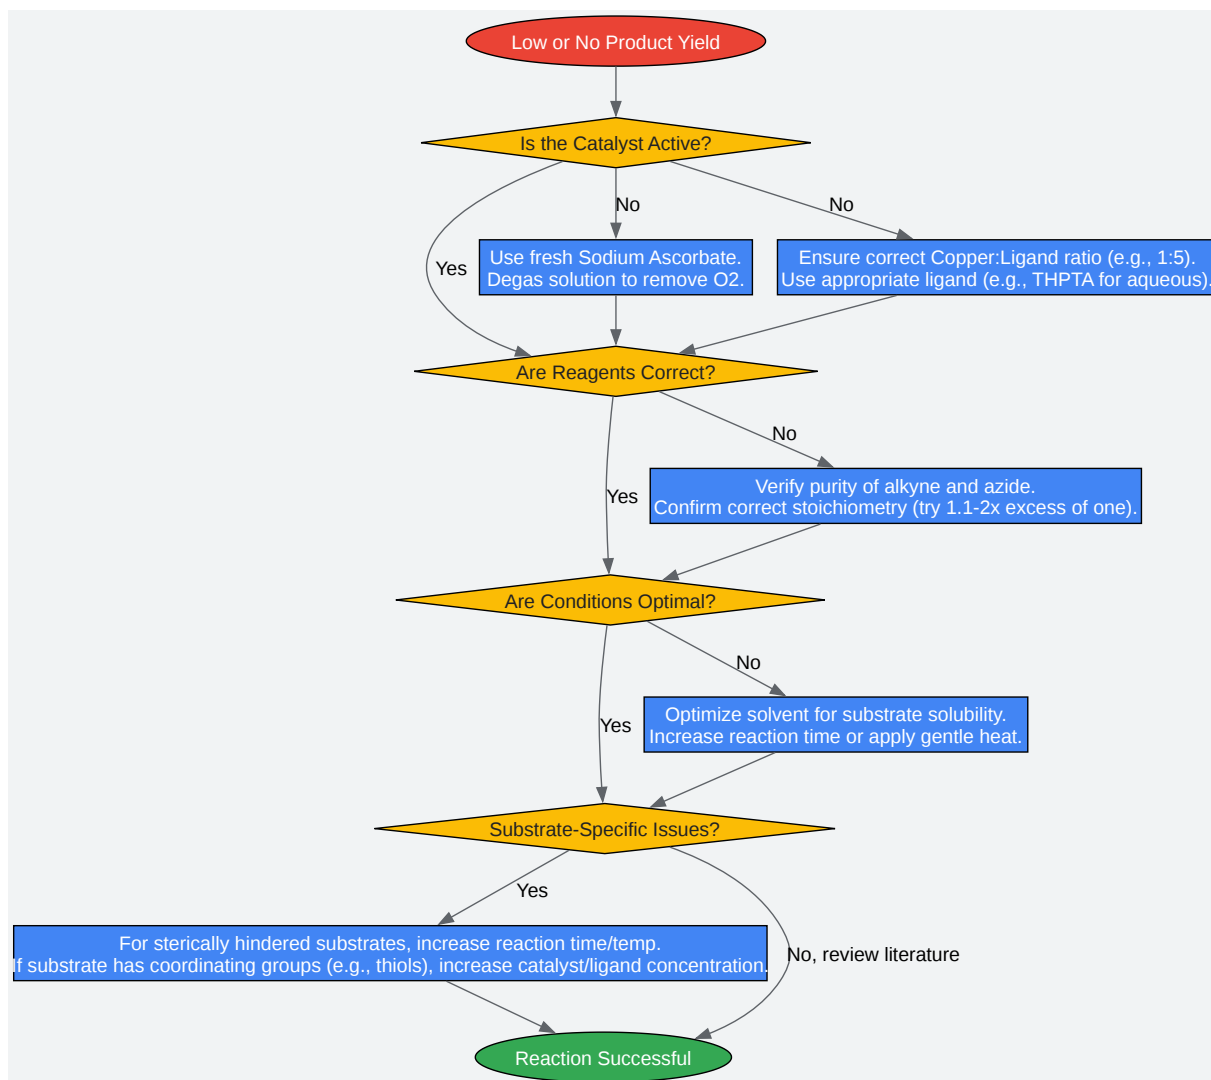 Low or No Product Yield
Is the Catalyst Active?
No
No
Yes
Use fresh Sodium Ascorbate.
Degas solution to remove O2.
Ensure correct Copper:Ligand ratio (e.g., 1:5).
Use appropriate ligand (e.g., THPTA for aqueous).
Are Reagents Correct?
No
Yes
Verify purity of alkyne and azide.
Confirm correct stoichiometry (try 1.1-2x excess of one).
Are Conditions Optimal?
No
Yes
Optimize solvent for substrate solubility.
Increase reaction time or apply gentle heat.
Substrate-Specific Issues?
Yes
For sterically hindered substrates, increase reaction time/temp.
If substrate has coordinating groups (e.g., thiols), increase catalyst/ligand concentration.
No, review literature
Reaction Successful